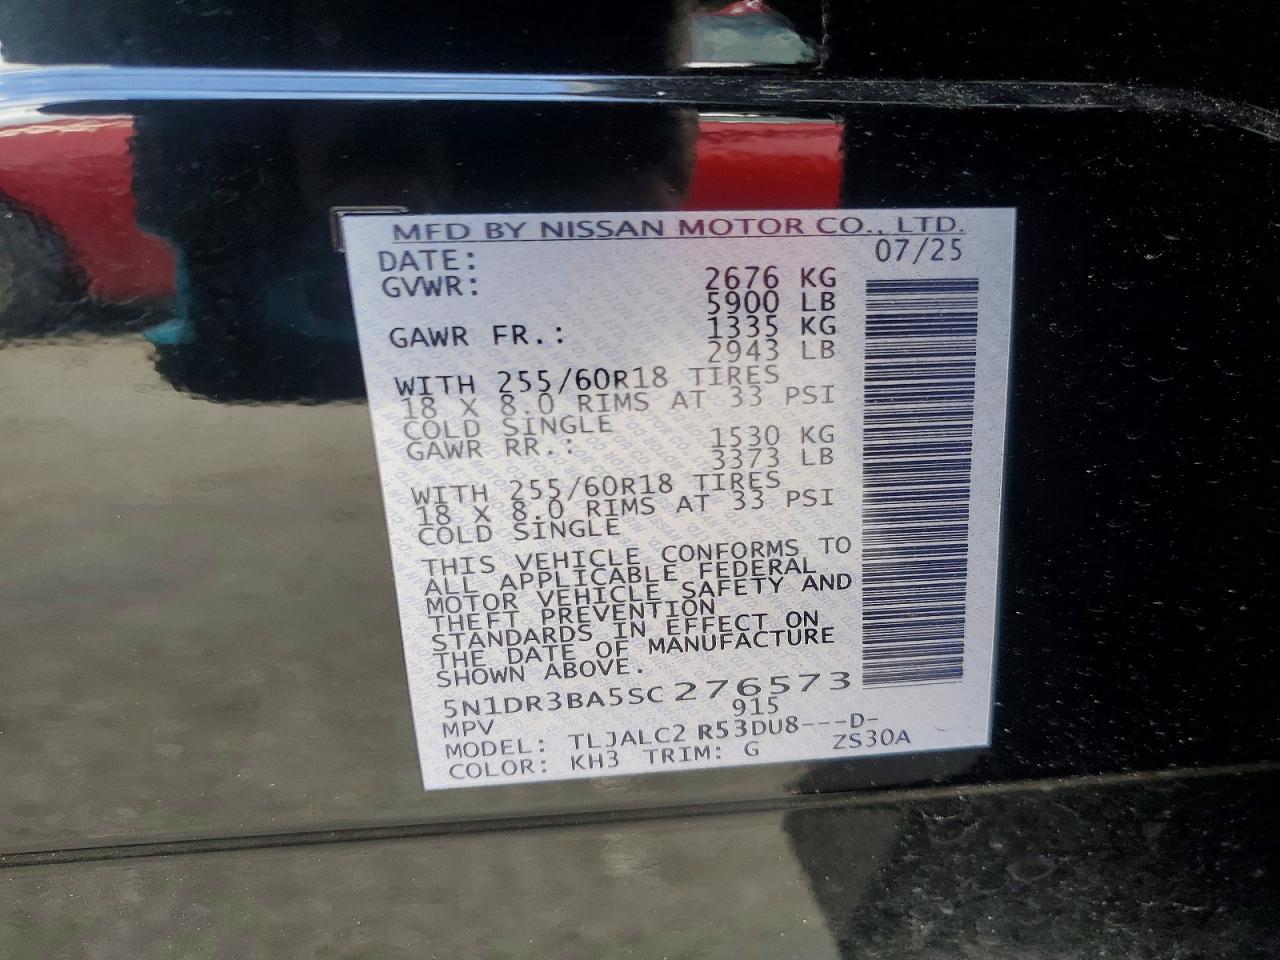 MFD BY NISSAN MOTOR CO., LTD.
DATE: 07/25
GVWR: 2676 KG
5900 LB
GAWR FR.: 1335 KG
2943 LB
WITH 255/60R18 TIRES
18 X 8.0 RIMS AT 33 PSI
COLD SINGLE
GAWR RR.: 1530 KG
3373 LB
WITH 255/60R18 TIRES
18 X 8.0 RIMS AT 33 PSI
COLD SINGLE
THIS VEHICLE CONFORMS TO
ALL APPLICABLE FEDERAL
MOTOR VEHICLE SAFETY AND
THEFT PREVENTION
STANDARDS IN EFFECT ON
THE DATE OF MANUFACTURE
SHOWN ABOVE.
5N1DR3BA5SC 276573
MPV 915
MODEL: TLJALC2 R53DU8---D-
COLOR: KH3 TRIM: G ZS30A